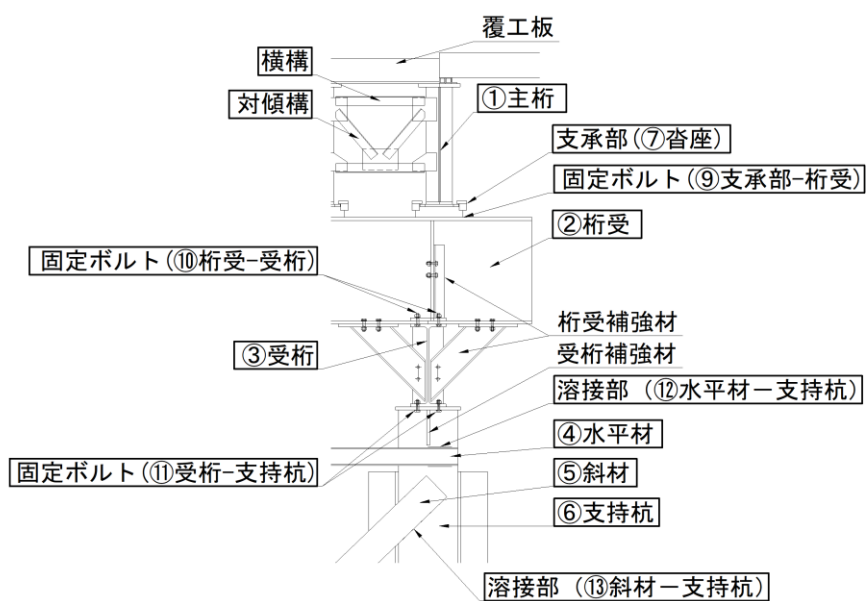 覆工板
横構
①主桁
対傾構
支承部(⑦沓座)
固定ボルト(⑨支承部-桁受)
②桁受
固定ボルト(⑩桁受-受桁)
桁受補強材
③受桁
受桁補強材
溶接部 (⑫水平材-支持杭)
④水平材
固定ボルト(⑪受桁-支持杭)
⑤斜材
⑥支持杭
溶接部 (⑬斜材-支持杭)